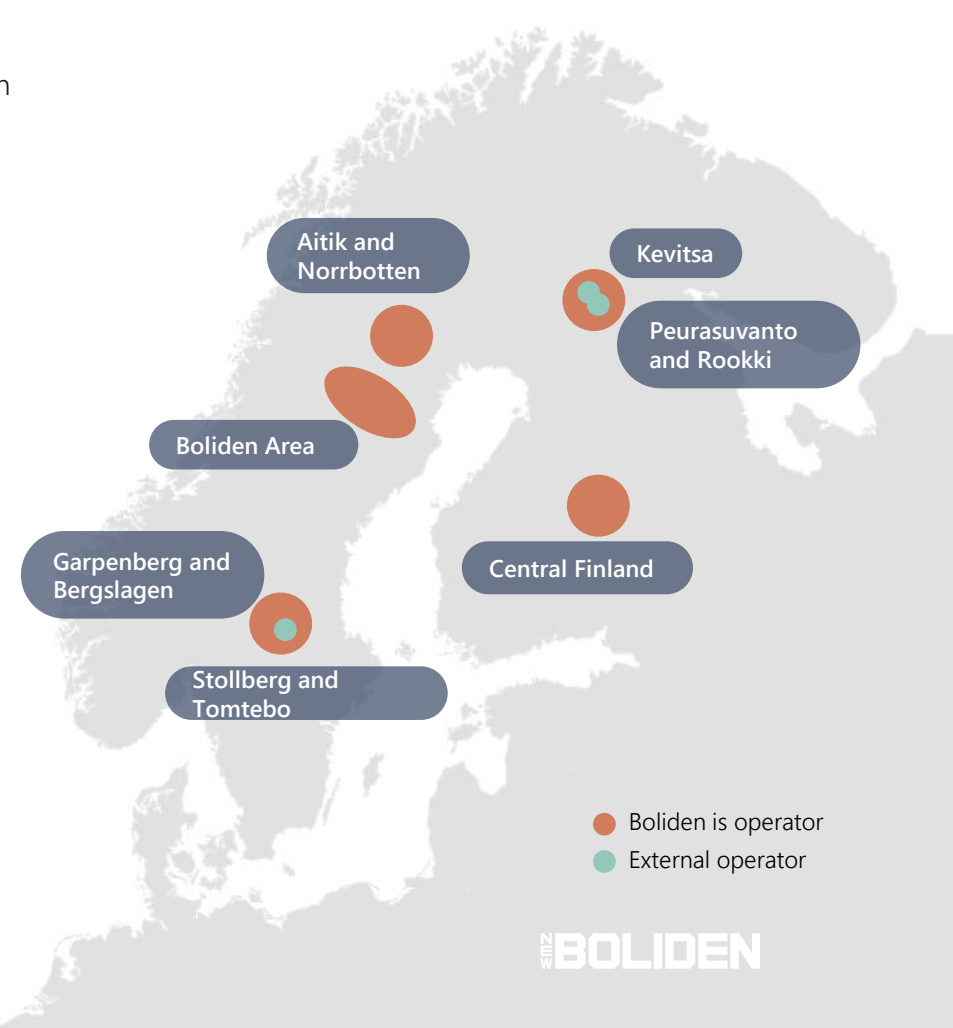 n
Aitik and
Norrbotten
Kevitsa
Peurasuvanto
and Rookki
Boliden Area
Garpenberg and
Bergslagen
Central Finland
Stollberg and
Tomtebo
Boliden is operator
External operator
NEW BOLIDEN